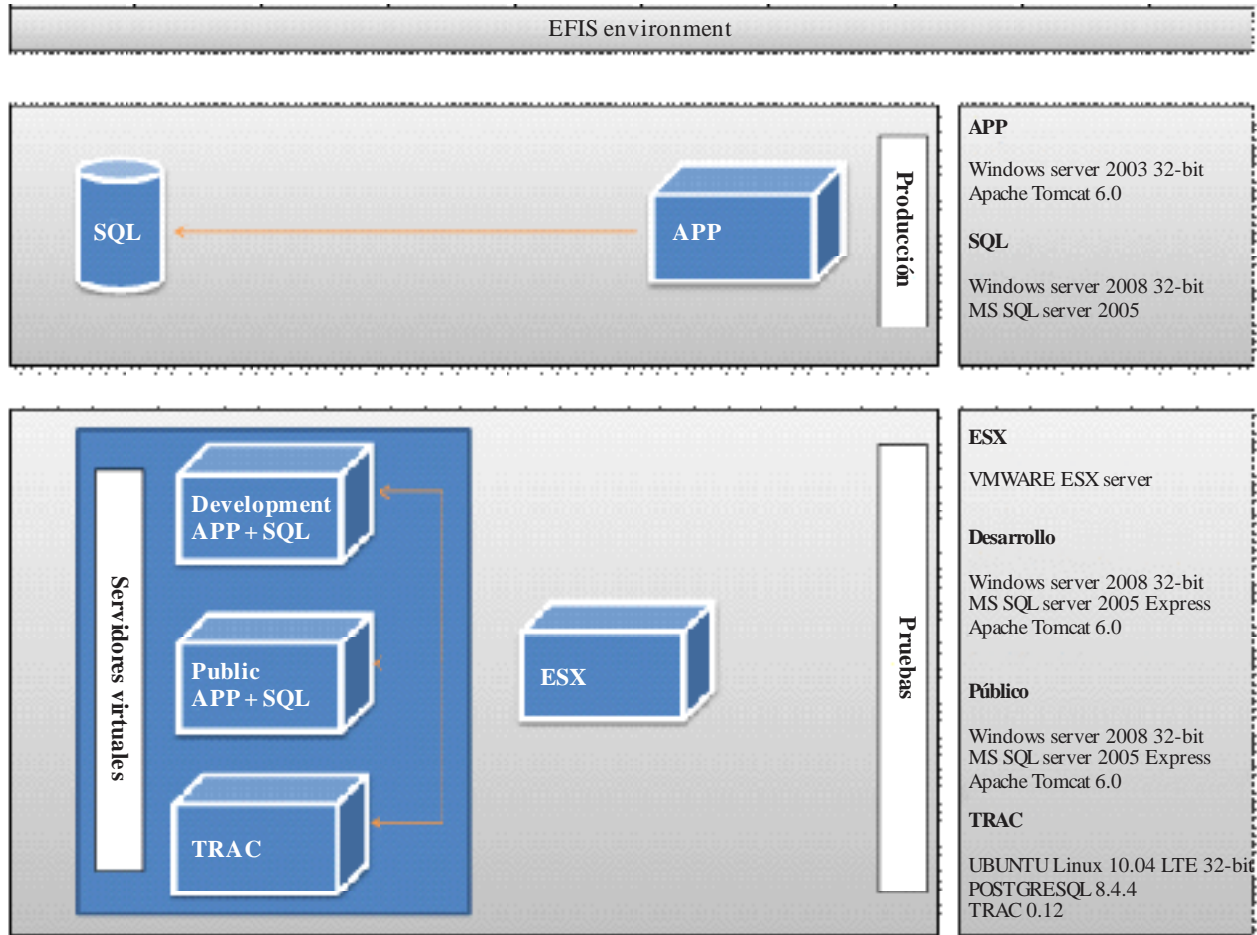 EFIS environment
SQL
APP
Producción
APP
Windows server 2003 32-bit
Apache Tomcat 6.0
SQL
Windows server 2008 32-bit
MS SQL server 2005
Servidores virtuales
Development
APP + SQL
Public
APP + SQL
TRAC
ESX
Pruebas
ESX
VMWARE ESX server
Desarrollo
Windows server 2008 32-bit
MS SQL server 2005 Express
Apache Tomcat 6.0
Público
Windows server 2008 32-bit
MS SQL server 2005 Express
Apache Tomcat 6.0
TRAC
UBUNTU Linux 10.04 LTE 32-bit
POSTGRESQL 8.4.4
TRAC 0.12